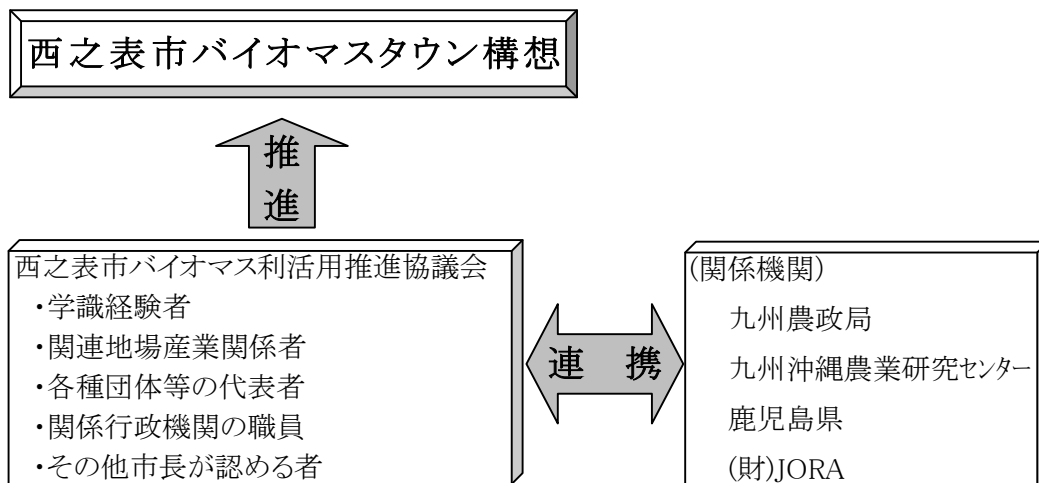 西之表市バイオマスタウン構想
推
進
西之表市バイオマス利活用推進協議会
・学識経験者
・関連地場産業関係者
・各種団体等の代表者
・関係行政機関の職員
・その他市長が認める者
連 携
(関係機関)
九州農政局
九州沖縄農業研究センター
鹿児島県
(財)JORA